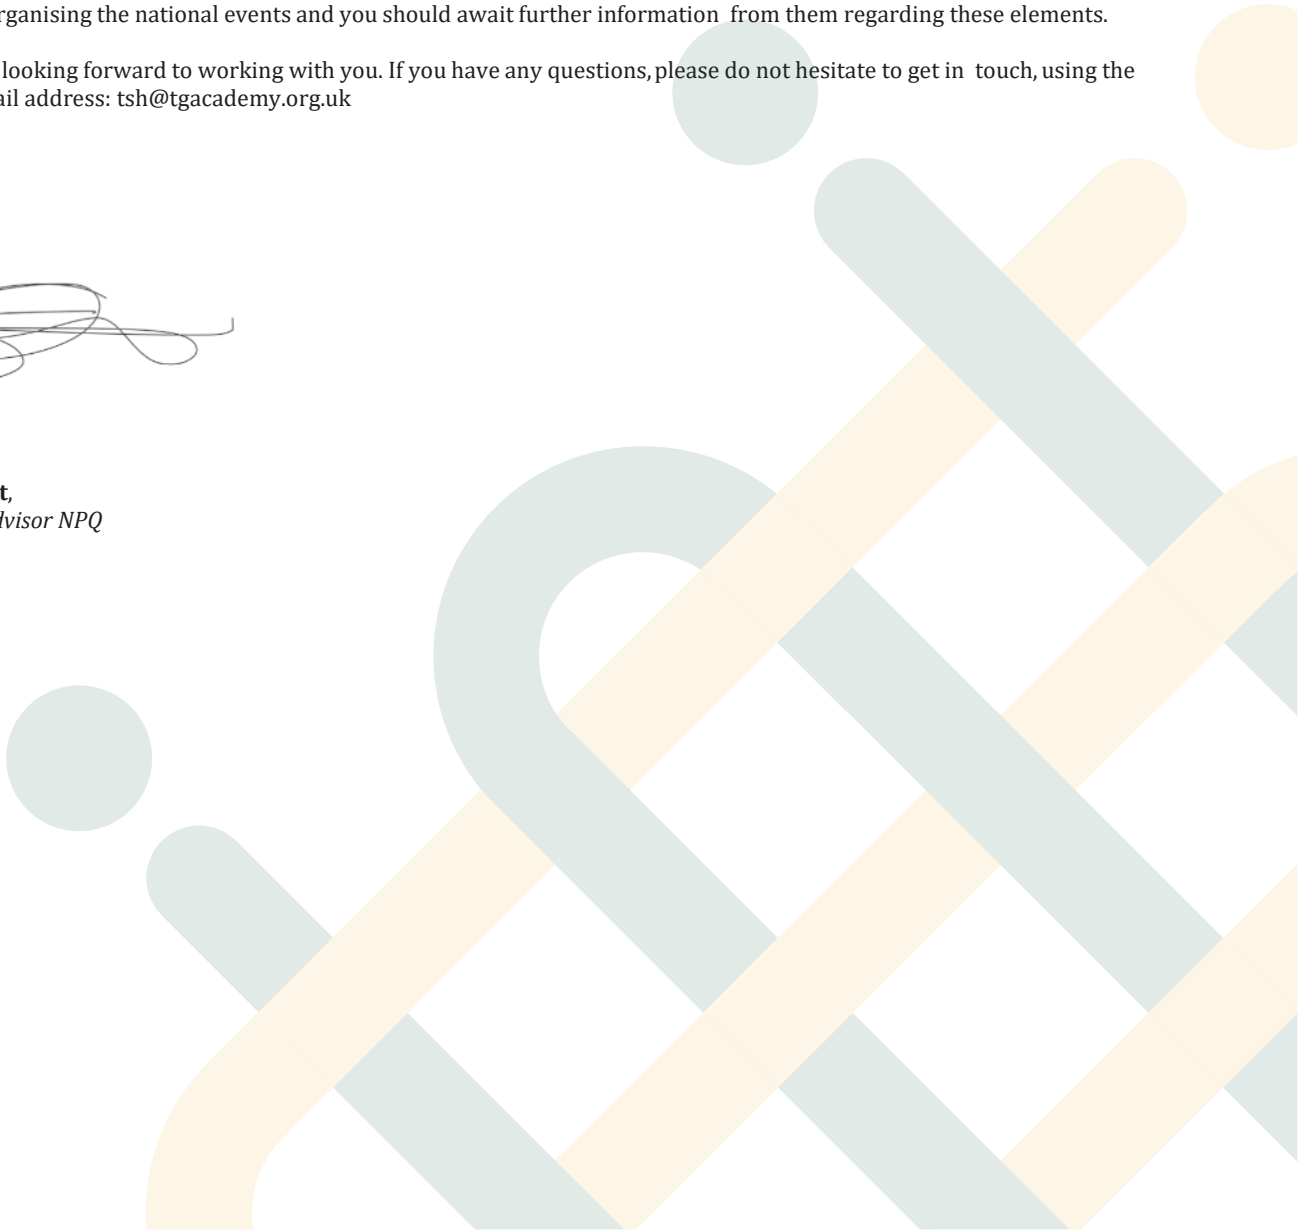 rganising the national events and you should await further information from them regarding these elements.
looking forward to working with you. If you have any questions, please do not hesitate to get in touch, using the
ail address: tsh@tgacademy.org.uk
t,
dvisor NPQ